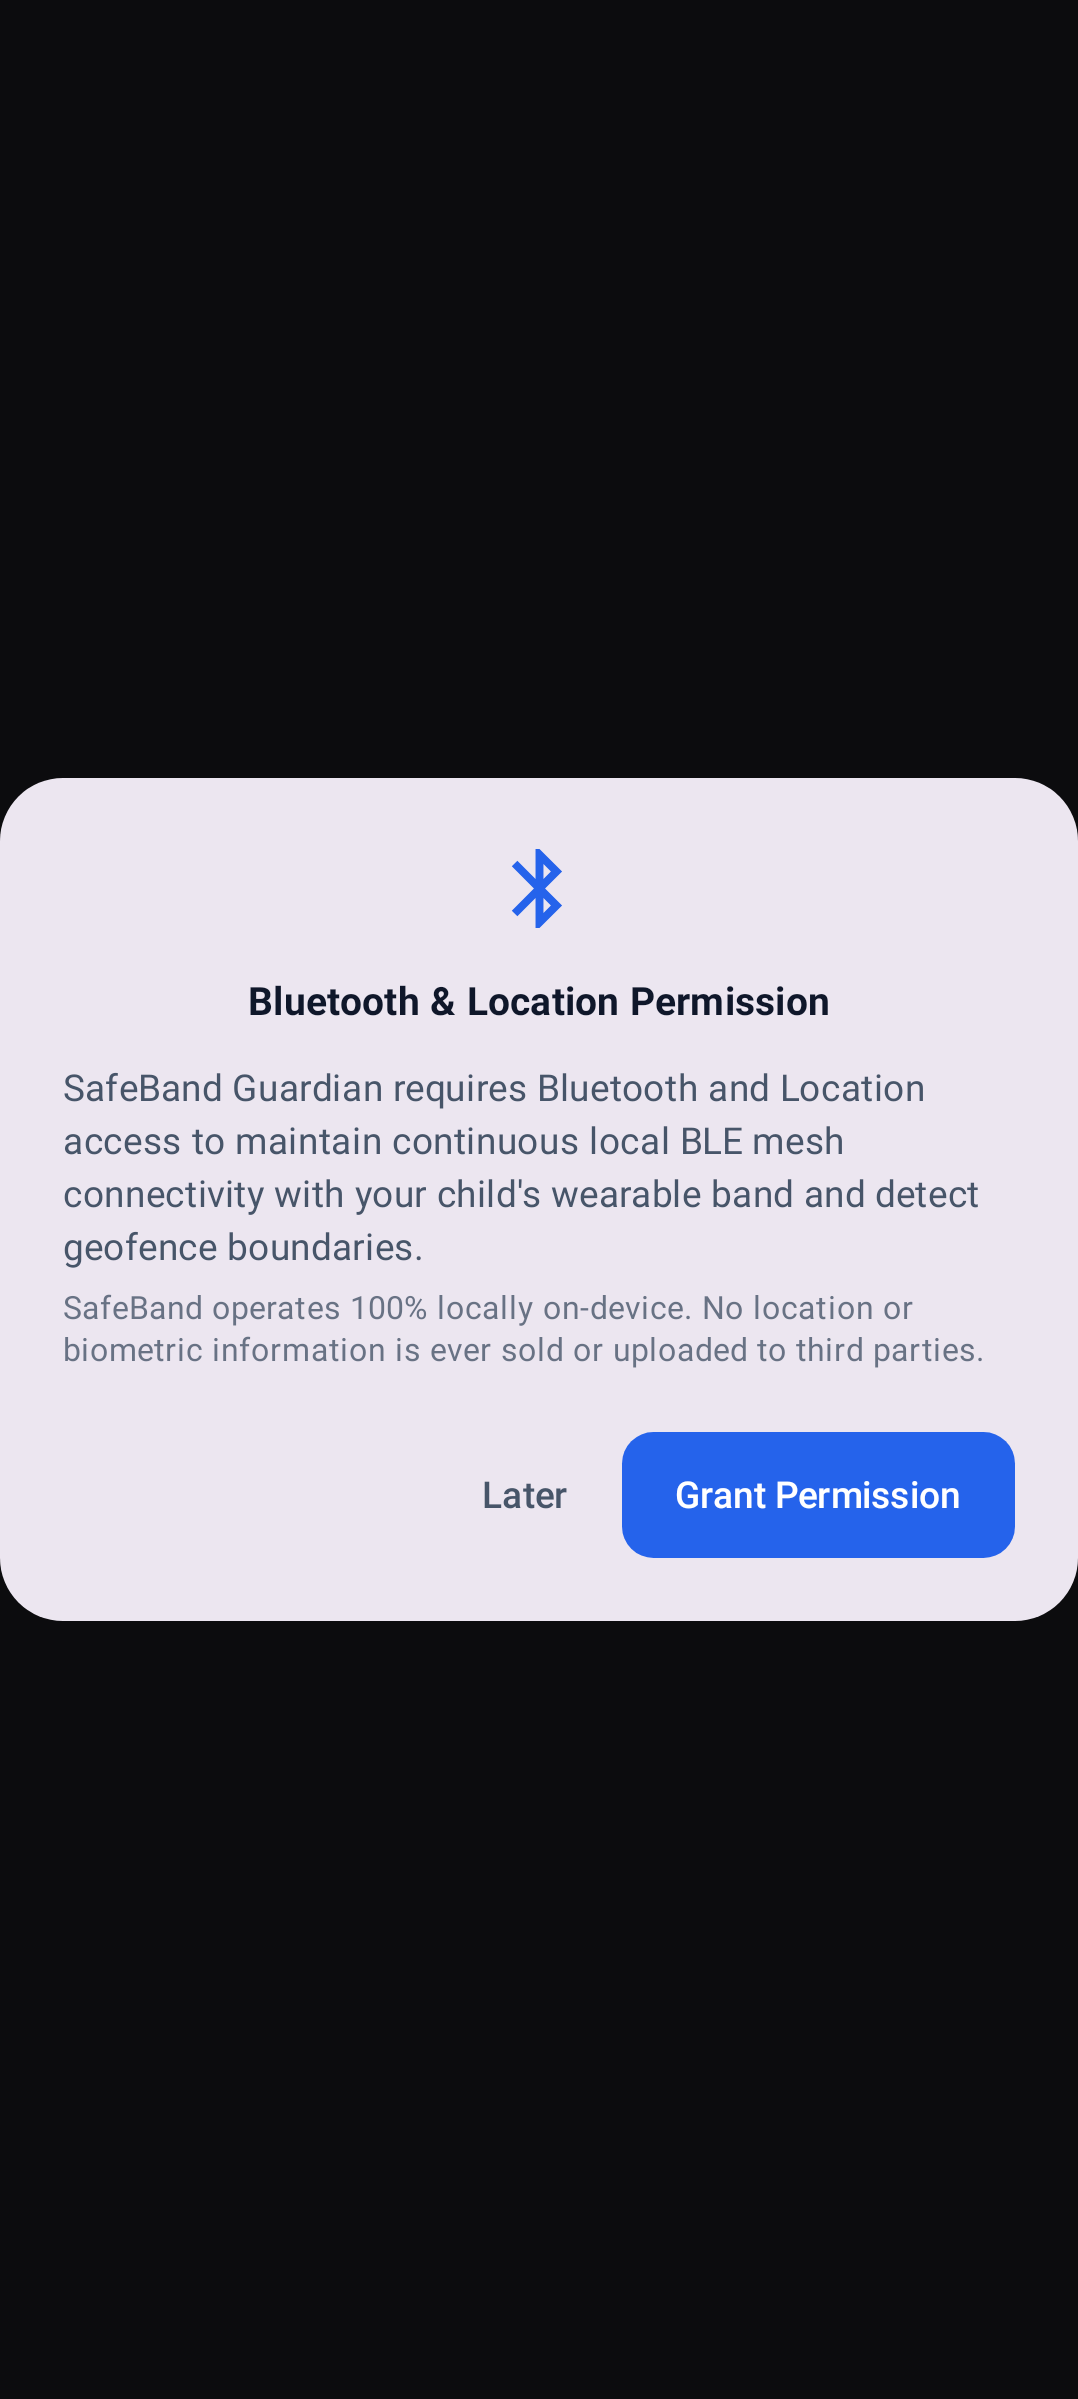 Bluetooth & Location Permission
SafeBand Guardian requires Bluetooth and Location
access to maintain continuous local BLE mesh
connectivity with your child's wearable band and detect
geofence boundaries.
SafeBand operates 100% locally on-device. No location or
biometric information is ever sold or uploaded to third parties.
Later
Grant Permission